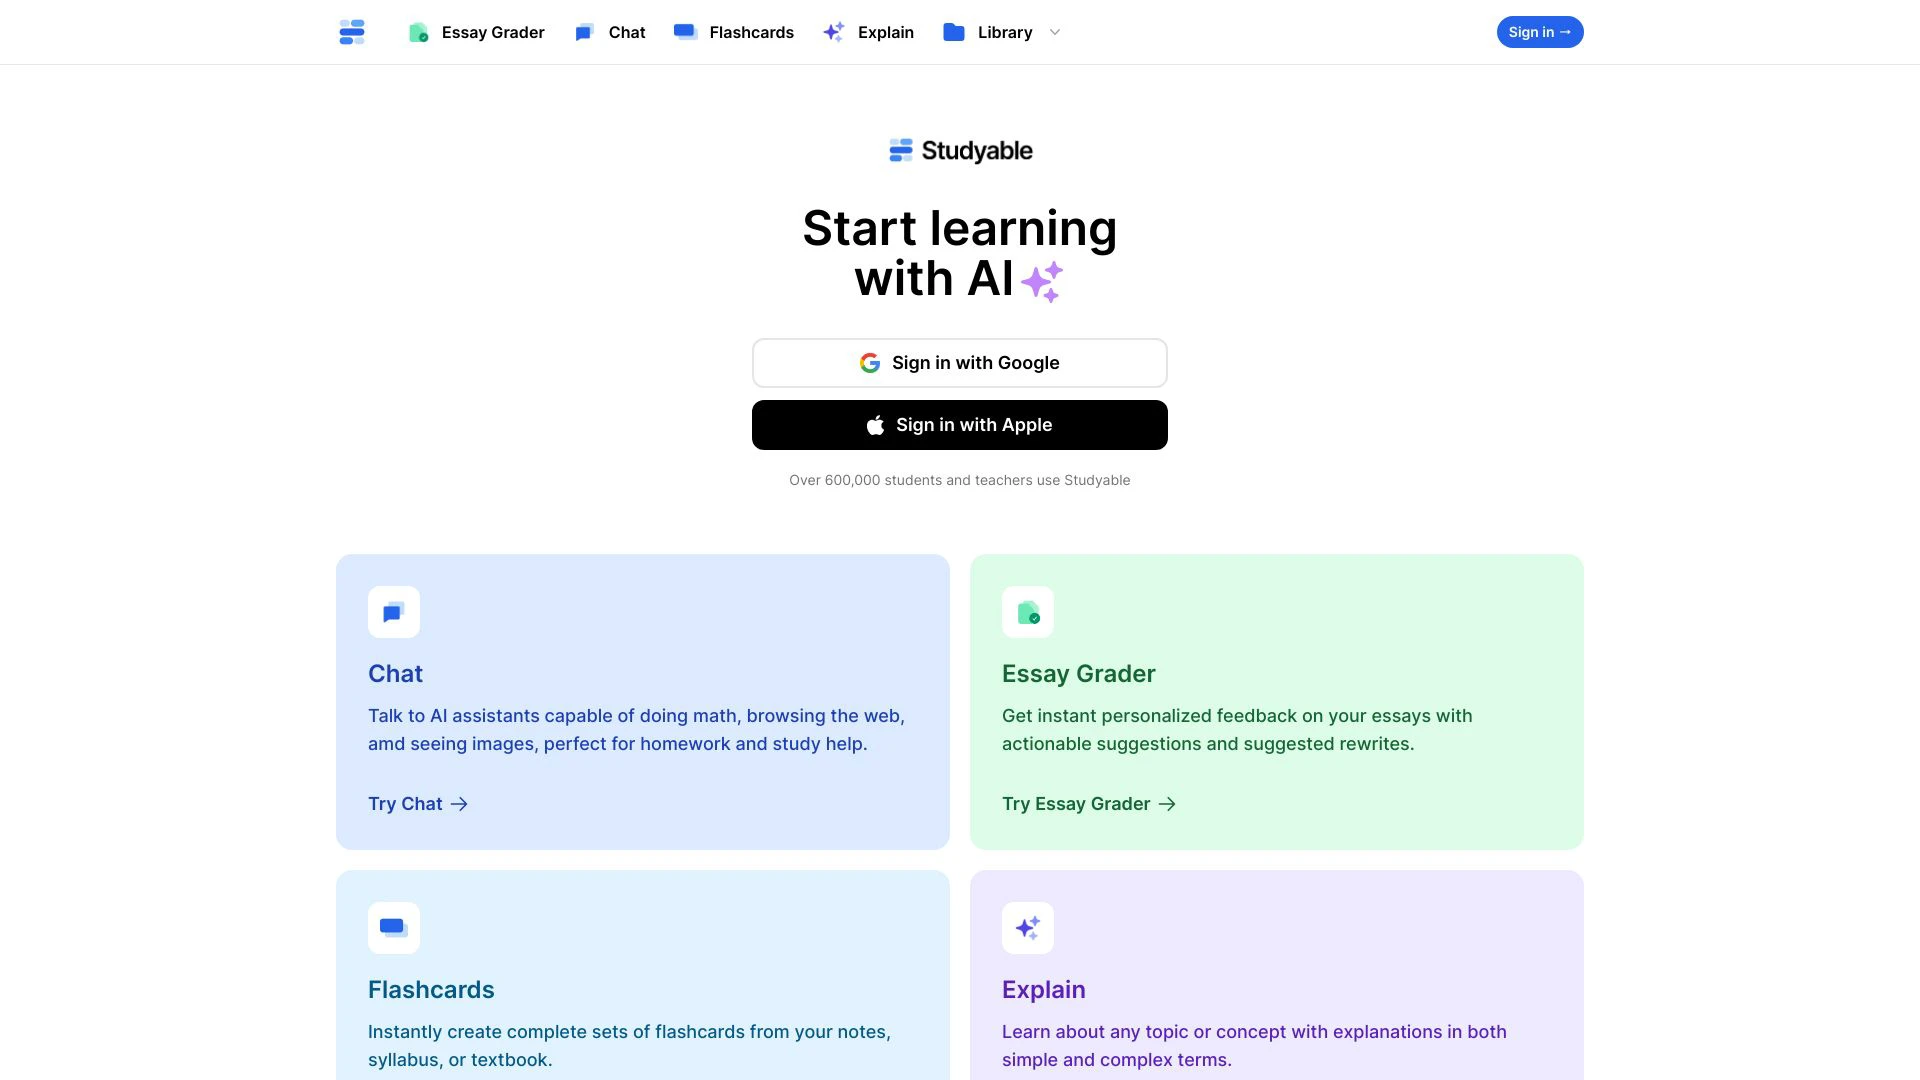 Essay Grader
Chat
Flashcards
Explain
Library
Sign in →
Studyable
Start learning
with AI
Sign in with Google
Sign in with Apple
Over 600,000 students and teachers use Studyable
Chat
Talk to AI assistants capable of doing math, browsing the web,
amd seeing images, perfect for homework and study help.
Try Chat →
Essay Grader
Get instant personalized feedback on your essays with
actionable suggestions and suggested rewrites.
Try Essay Grader →
Flashcards
Instantly create complete sets of flashcards from your notes,
syllabus, or textbook.
Explain
Learn about any topic or concept with explanations in both
simple and complex terms.